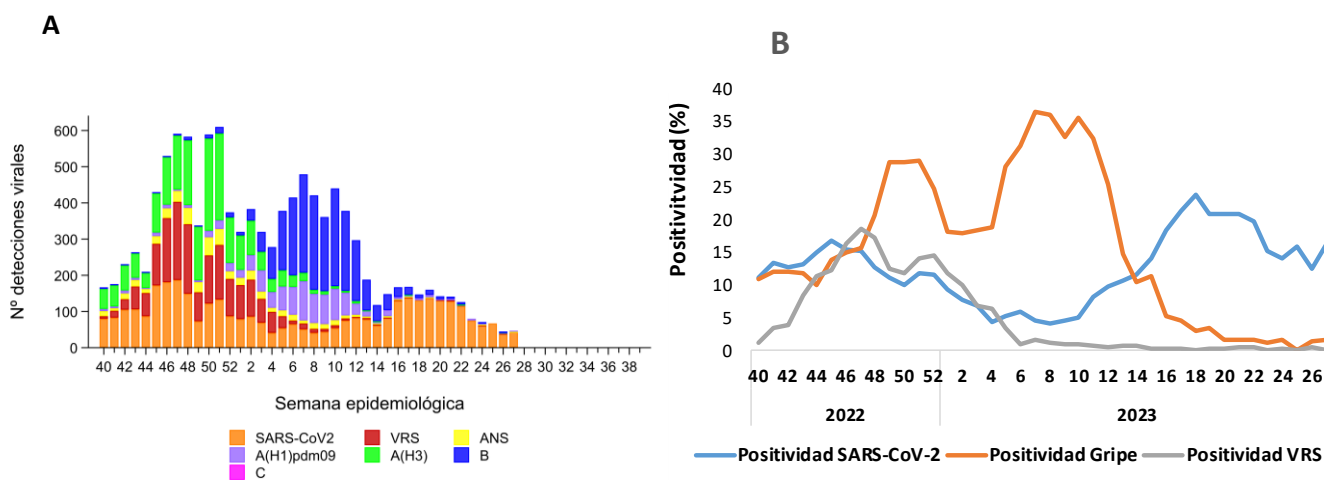 A
B
Nº detecciones virales
600
500
400
300
200
100
0
40 42 44 46 48 50 52 2 4 6 8 10 12 14 16 18 20 22 24 26 28 30 32 34 36 38
Semana epidemiológica
SARS-CoV2 VRS ANS
A(H1)pdm09 A(H3) B
C
Positivitividad (%)
40
35
30
25
20
15
10
5
0
40 42 44 46 48 50 52 2 4 6 8 10 12 14 16 18 20 22 24 26
2022 2023
Positividad SARS-CoV-2 Positividad Gripe Positividad VRS